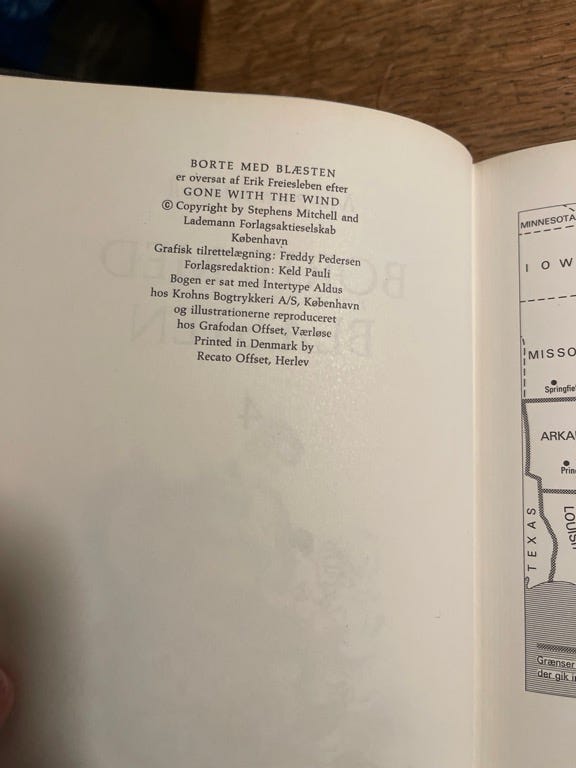 BORTE MED BLÆSTEN
er oversat af Erik Freiesleben efter
GONE WITH THE WIND
© Copyright by Stephens Mitchell and
Lademann Forlagsaktieselskab
København
Grafisk tilrettelægning: Freddy Pedersen
Forlagsredaktion: Keld Pauli
Bogen er sat med Intertype Aldus
hos Krohns Bogtrykkeri A/S, København
og illustrationerne reproduceret
hos Grafodan Offset, Værløse
Printed in Denmark by
Recato Offset, Herlev
MINNESOTA
IOW
MISSO
Springfie
ARKA
Prin
TEXAS
LOUISI
Grænser
der gik i